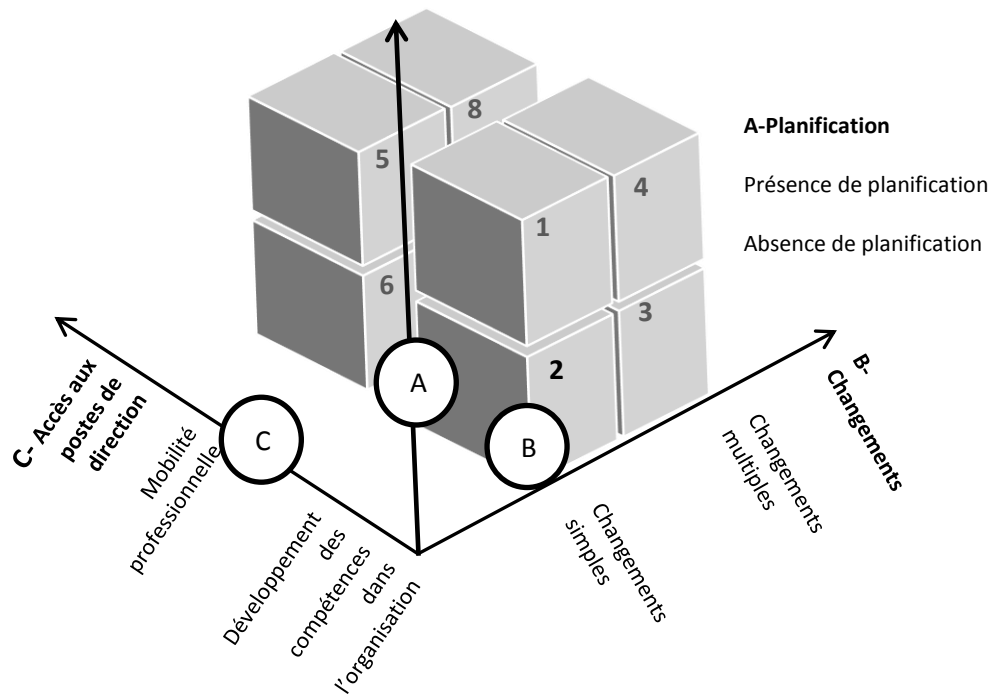 8
5
4
1
6
3
2
A
B
C
A-Planification
Présence de planification
Absence de planification
B-
Changements
Changements
multiples
Changements
simples
C- Accès aux
postes de
direction
Mobilité
professionnelle
Développement
des
compétences
dans
l'organisation